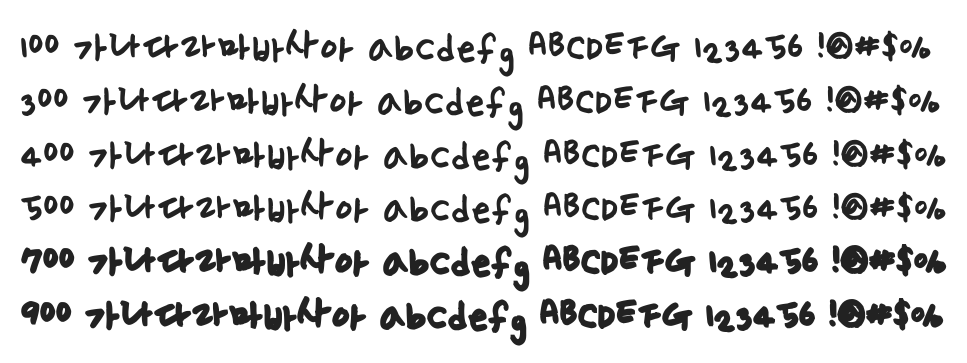 100 가나다라마바사아 abcdefg ABCDEFG 123456 !@#$%
300 가나다라마바사아 abcdefg ABCDEFG 123456 !@#$%
400 가나다라마바사아 abcdefg ABCDEFG 123456 !@#$%
500 가나다라마바사아 abcdefg ABCDEFG 123456 !@#$%
700 가나다라마바사아 abcdefg ABCDEFG 123456 !@#$%
900 가나다라마바사아 abcdefg ABCDEFG 123456 !@#$%